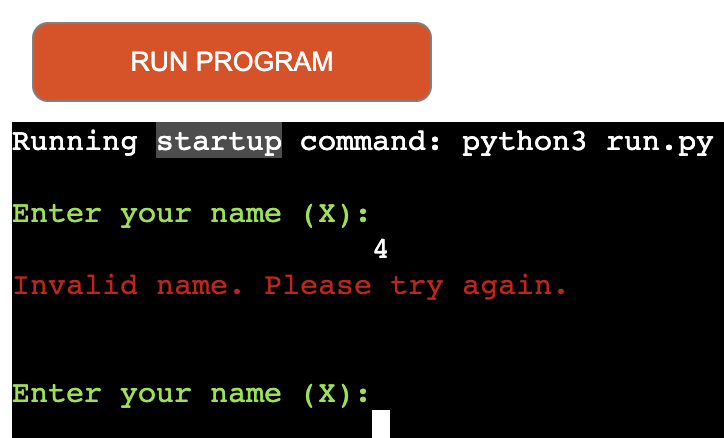 RUN PROGRAM
Running startup command: python3 run.py
Enter your name (X):
4
Invalid name. Please try again.
Enter your name (X):